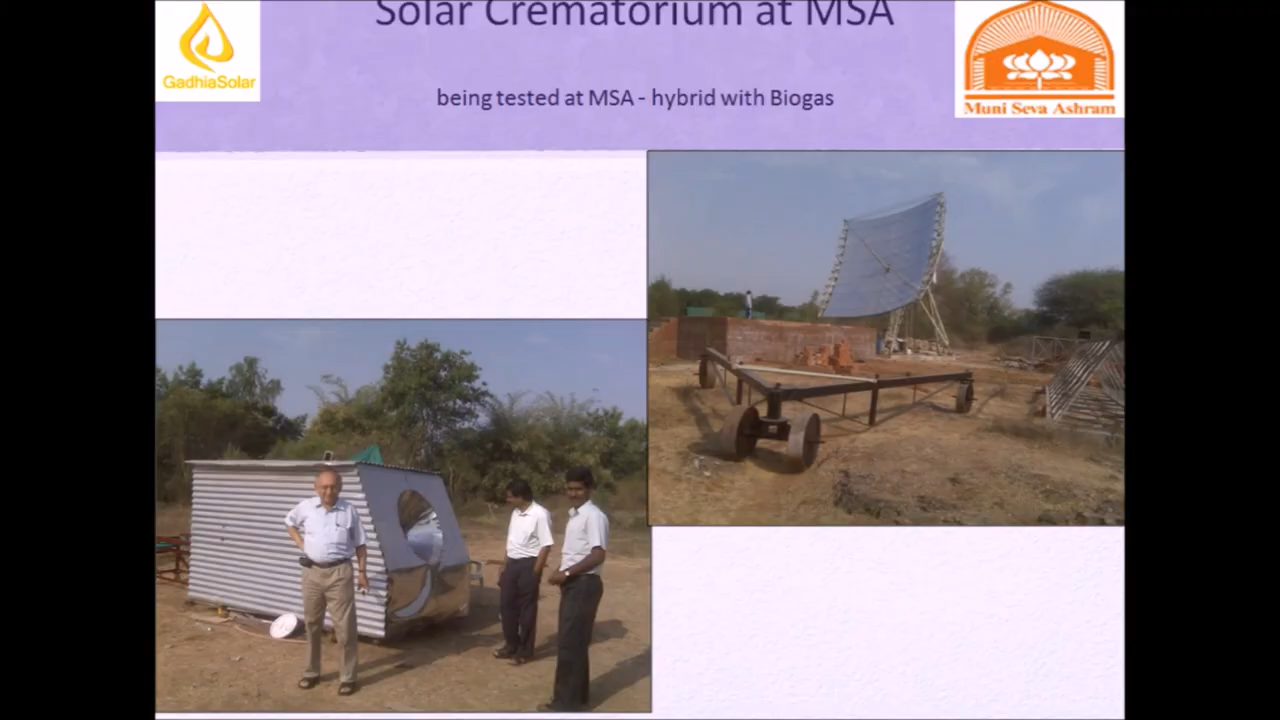 Solar Crematorium at MSA
GadhiaSolar
being tested at MSA - hybrid with Biogas
Muni Seva Ashram